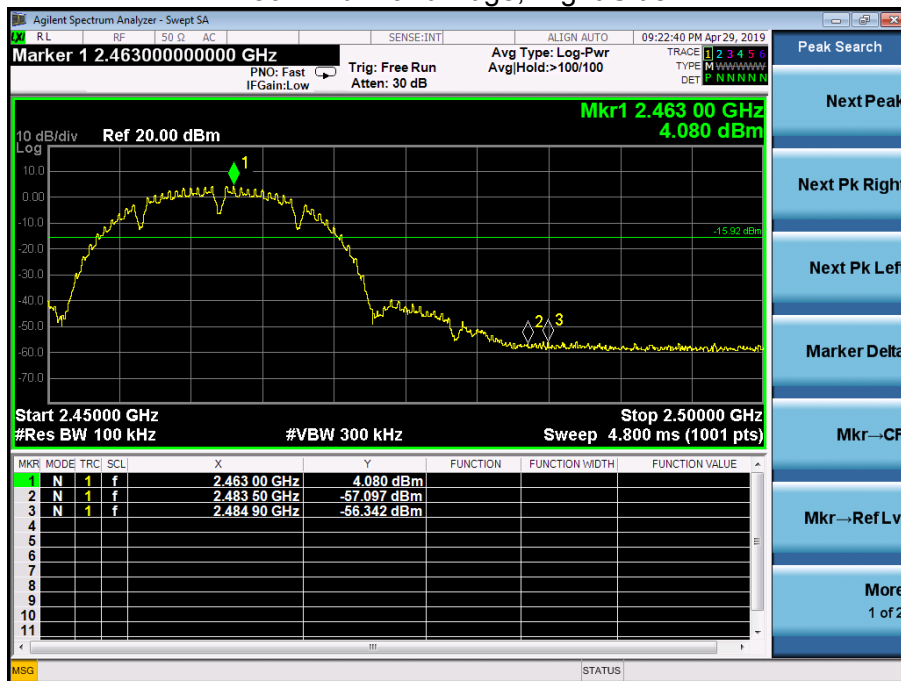 Agilent Spectrum Analyzer - Swept SA
LXI RL RF 50 Ω AC SENSE:INT ALIGN AUTO 09:22:40 PM Apr 29, 2019
Marker 1 2.463000000000 GHz
PNO: Fast
IFGain:Low
Trig: Free Run
Atten: 30 dB
Avg Type: Log-Pwr
Avg|Hold:>100/100
TRACE 1 2 3 4 5 6
TYPE M WWWWW
DET P N N N N N
Mkr1 2.463 00 GHz
4.080 dBm
10 dB/div Ref 20.00 dBm
Log
10.0
0.00
-10.0
-20.0
-30.0
-40.0
-50.0
-60.0
-70.0
1
-15.92 dBm
2 3
Start 2.45000 GHz Stop 2.50000 GHz
#Res BW 100 kHz #VBW 300 kHz Sweep 4.800 ms (1001 pts)
MKR MODE TRC SCL X Y FUNCTION FUNCTION WIDTH FUNCTION VALUE
1 N 1 f 2.463 00 GHz 4.080 dBm
2 N 1 f 2.483 50 GHz -57.097 dBm
3 N 1 f 2.484 90 GHz -56.342 dBm
4
5
6
7
8
9
10
11
MSG STATUS
Peak Search
Next Peak
Next Pk Right
Next Pk Left
Marker Delta
Mkr→CF
Mkr→Ref Lv
More
1 of 2